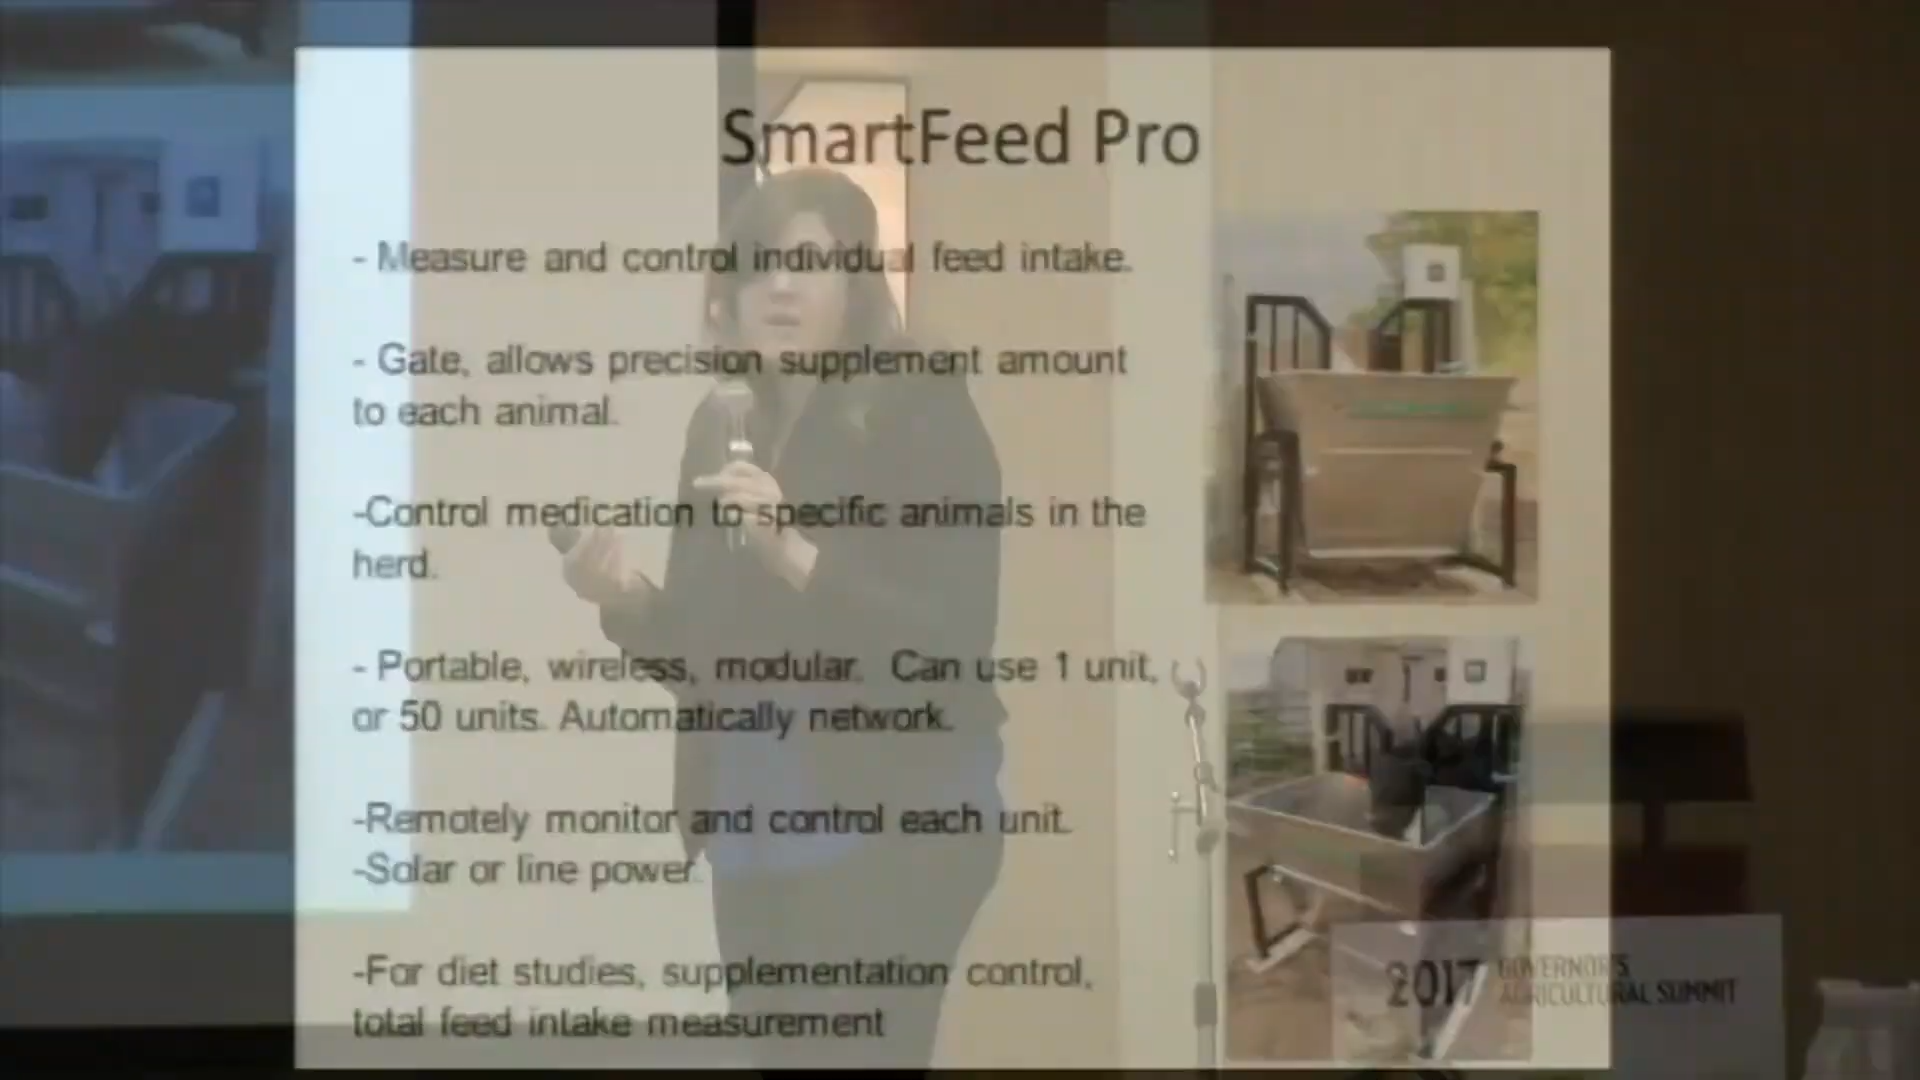 SmartFeed Pro
- Measure and control individual feed intake.
- Gate, allows precision supplement amount
to each animal.
-Control medication to specific animals in the
herd.
- Portable, wireless, modular. Can use 1 unit,
or 50 units. Automatically network.
-Remotely monitor and control each unit.
-Solar or line power.
-For diet studies, supplementation control,
total feed intake measurement
2017 GOVERNOR'S
AGRICULTURAL SUMMIT